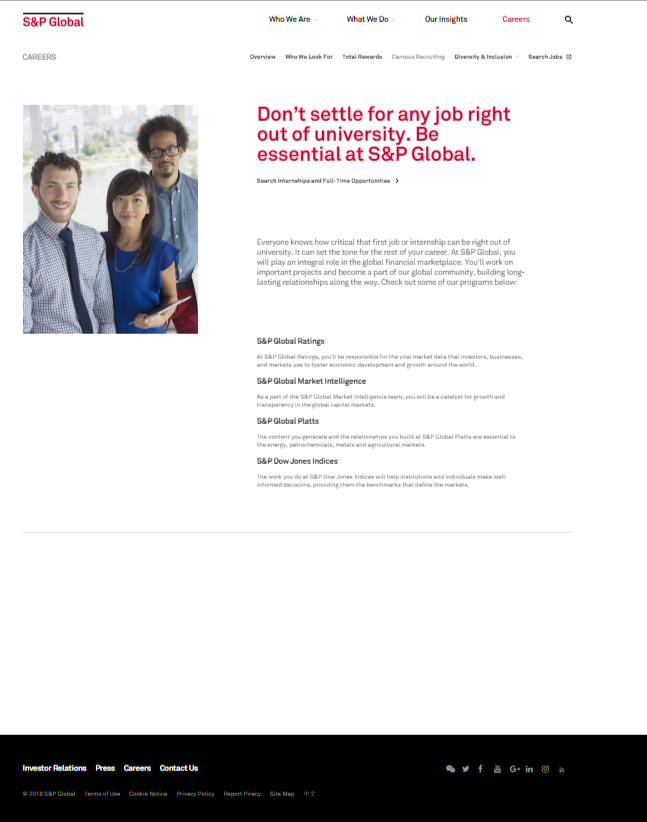 S&P Global
Who We Are
What We Do
Our Insights
Careers
CAREERS
Overview
Who We Look For
Total Rewards
Campus Recruiting
Diversity & Inclusion
Search Jobs
Don't settle for any job right
out of university. Be
essential at S&P Global.
Search Internships and Full-Time Opportunities
Everyone knows how critical that first job or internship can be right out of
university. It can set the tone for the rest of your career. At S&P Global, you
will play an integral role in the global financial marketplace. You'll work on
important projects and become a part of our global community, building long-
lasting relationships along the way. Check out some of our programs below:
S&P Global Ratings
At S&P Global Ratings, you'll be responsible for the vital market data that investors, businesses,
and markets use to foster economic development and growth around the world.
S&P Global Market Intelligence
As a part of the S&P Global Market Intelligence team, you will be a catalyst for growth and
transparency in the global capital markets.
S&P Global Platts
The content you generate and the relationships you build at S&P Global Platts are essential to
the energy, petrochemicals, metals and agricultural markets.
S&P Dow Jones Indices
The work you do at S&P Dow Jones Indices will help institutions and individuals make well-
informed decisions, providing them the benchmarks that define the markets.
Investor Relations
Press
Careers
Contact Us
© 2018 S&P Global
Terms of Use
Cookie Notice
Privacy Policy
Report Piracy
Site Map
中文